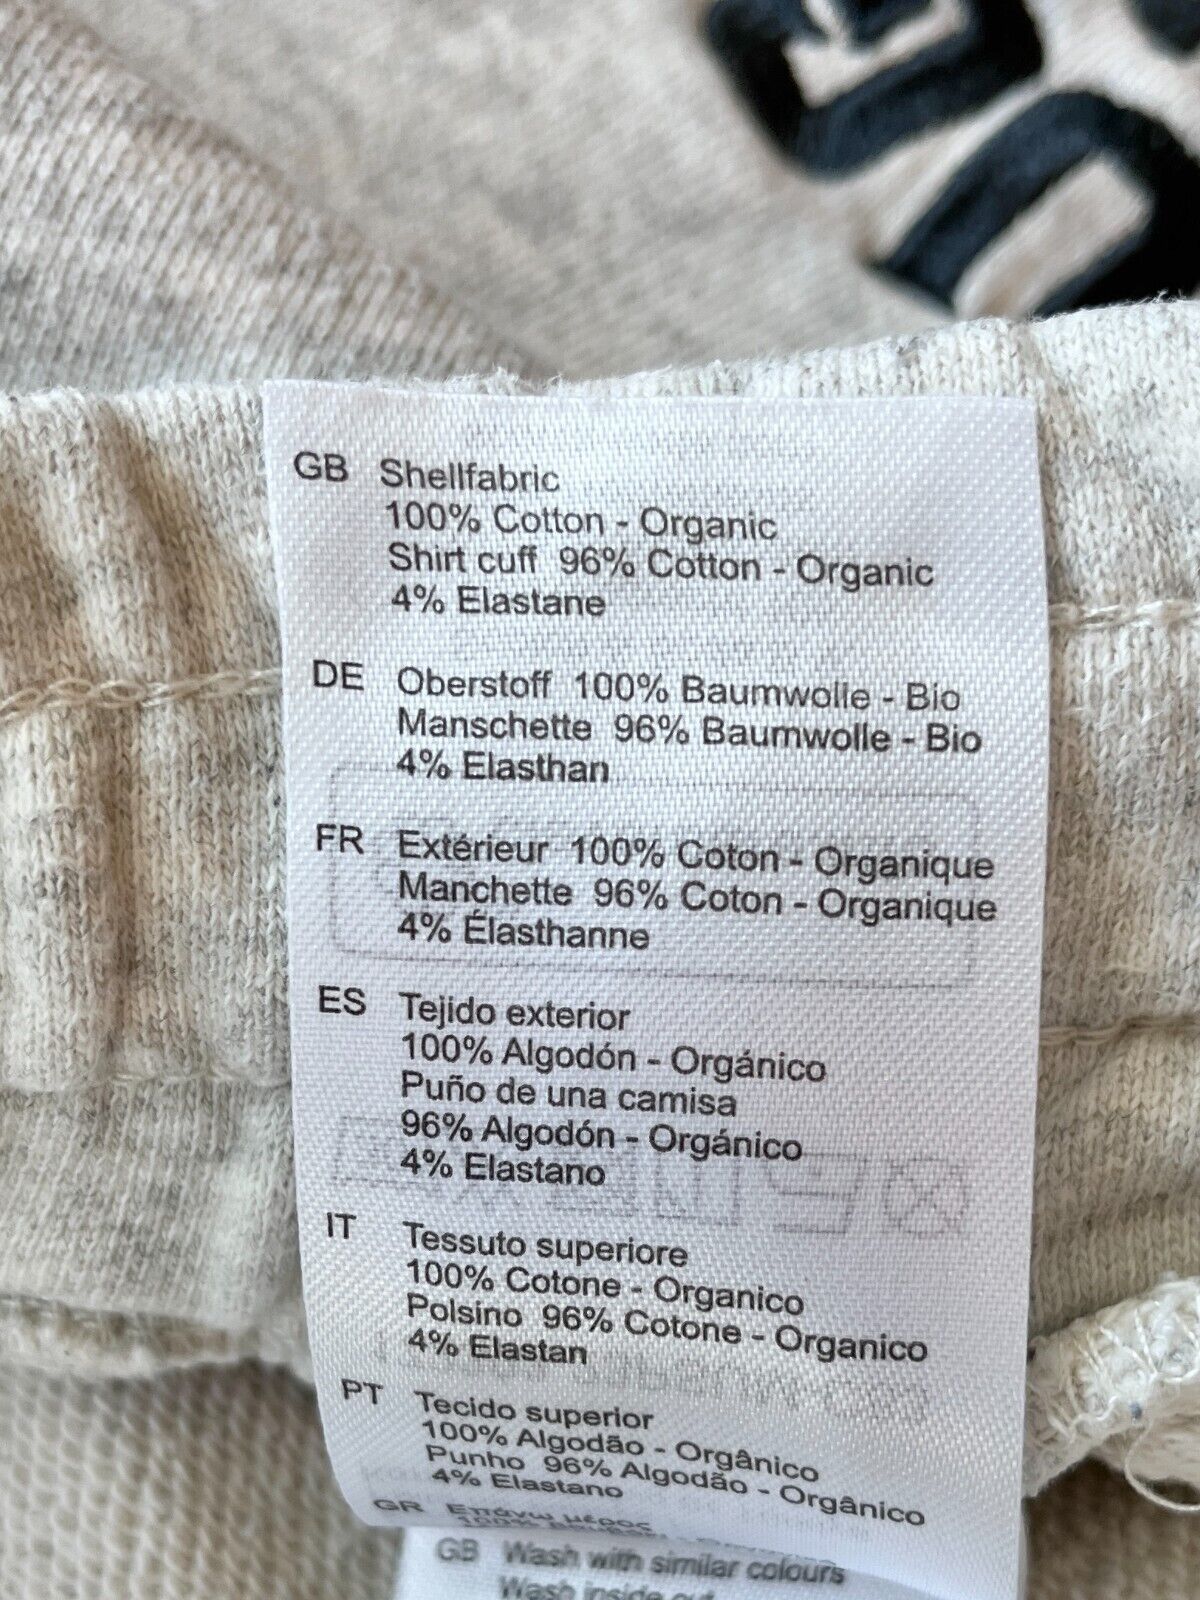 GB Shellfabric
100% Cotton - Organic
Shirt cuff 96% Cotton - Organic
4% Elastane
DE Oberstoff 100% Baumwolle - Bio
Manschette 96% Baumwolle - Bio
4% Elasthan
FR Extérieur 100% Coton - Organique
Manchette 96% Coton - Organique
4% Élasthanne
ES Tejido exterior
100% Algodón - Orgánico
Puño de una camisa
96% Algodón - Orgánico
4% Elastano
IT Tessuto superiore
100% Cotone - Organico
Polsino 96% Cotone - Organico
4% Elastan
PT Tecido superior
100% Algodão - Orgânico
Punho 96% Algodão - Orgânico
4% Elastano
GR Επάνω μέρος
100%
GB Wash with similar colours
Wash inside out